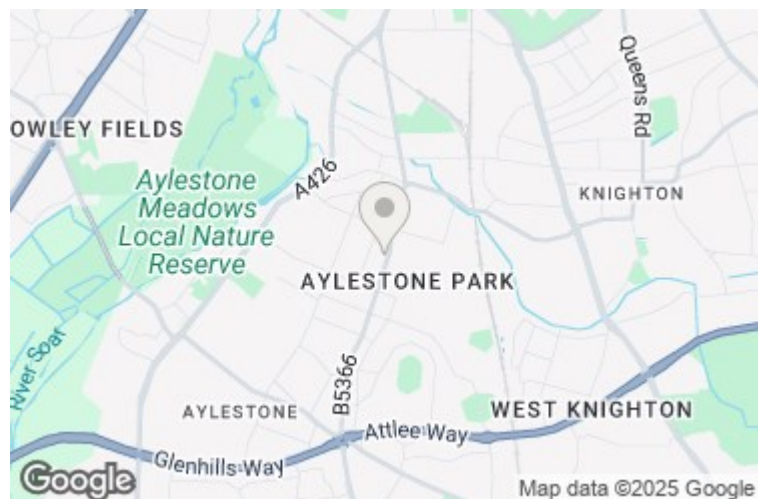 Queens Rd
OWLEY FIELDS
A426
Aylestone
Meadows
Local Nature
Reserve
KNIGHTON
AYLESTONE PARK
River Soar
B5366
AYLESTONE
WEST KNIGHTON
Attlee Way
Glenhills Way
Google
Map data ©2025 Google